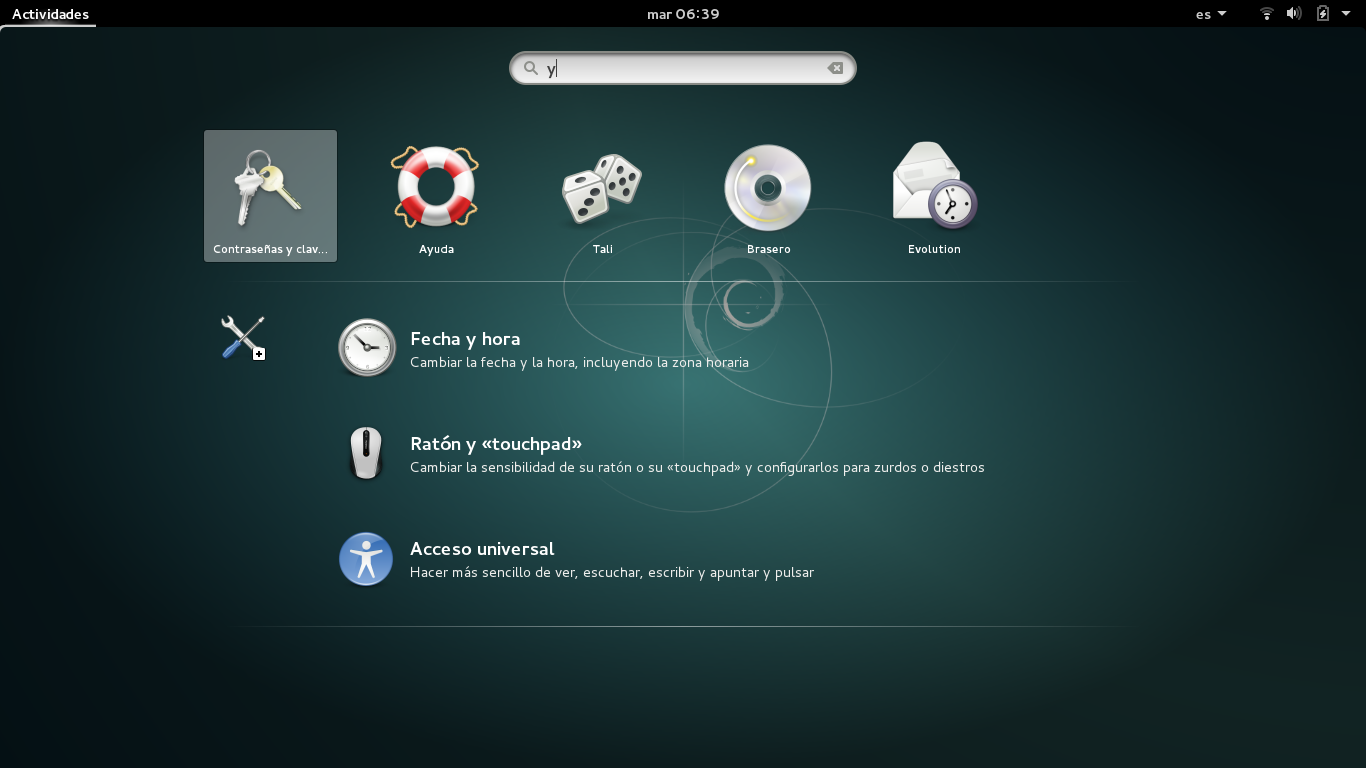 Actividades
mar 06:39
es
y
Contraseñas y clav...
Ayuda
Tali
Brasero
Evolution
Fecha y hora
Cambiar la fecha y la hora, incluyendo la zona horaria
Ratón y «touchpad»
Cambiar la sensibilidad de su ratón o su «touchpad» y configurarlos para zurdos o diestros
Acceso universal
Hacer más sencillo de ver, escuchar, escribir y apuntar y pulsar